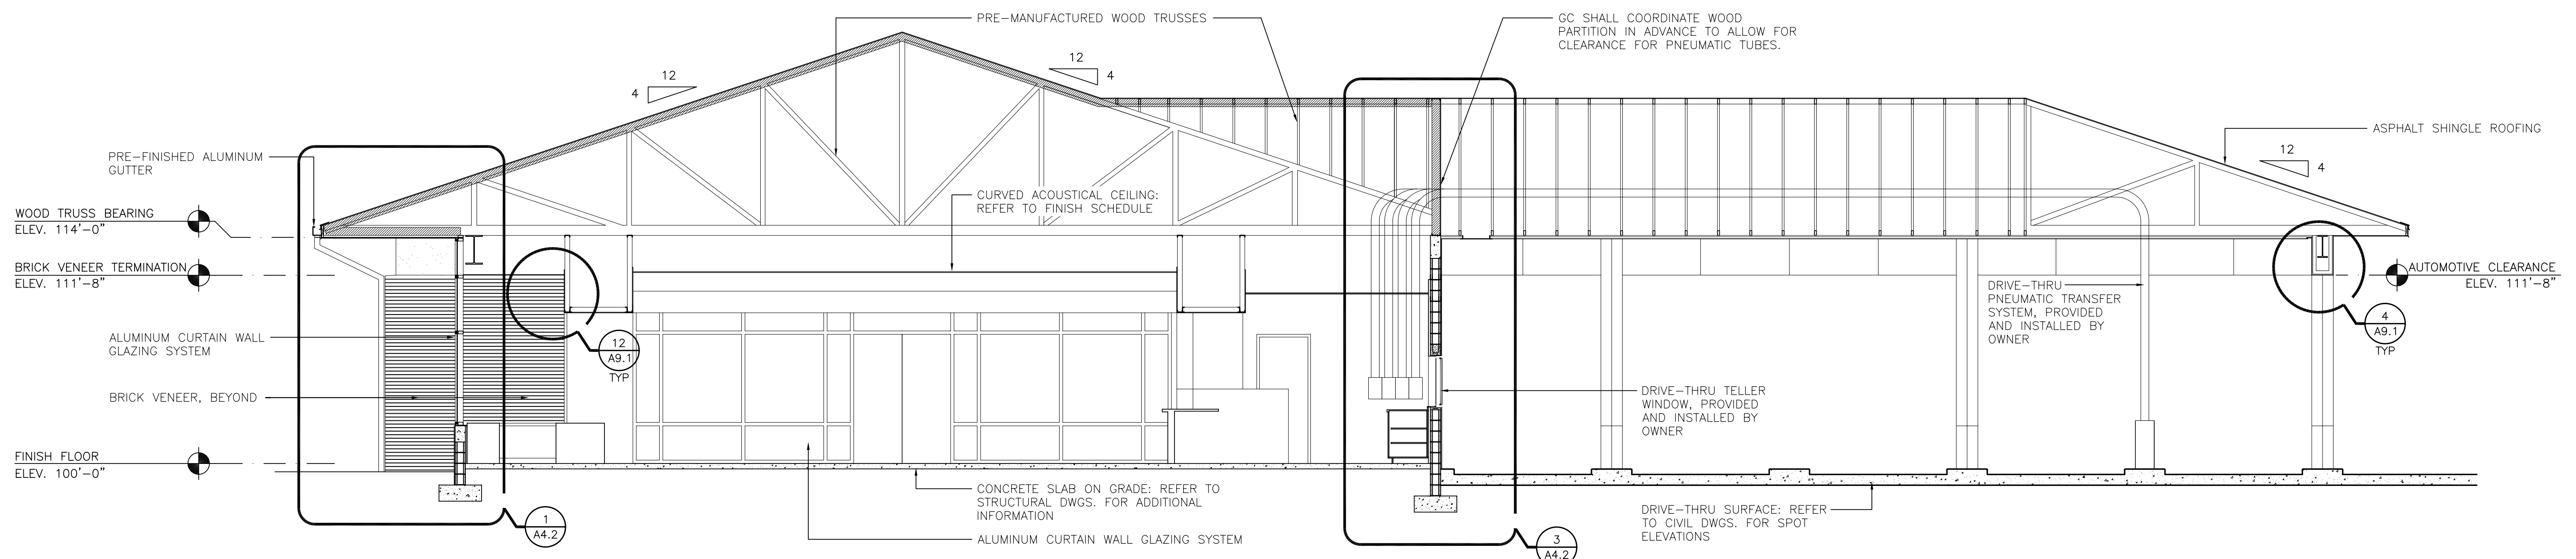 PRE-MANUFACTURED WOOD TRUSSES
GC SHALL COORDINATE WOOD
PARTITION IN ADVANCE TO ALLOW FOR
CLEARANCE FOR PNEUMATIC TUBES.
12
4
12
4
ASPHALT SHINGLE ROOFING
12
4
PRE-FINISHED ALUMINUM
GUTTER
CURVED ACOUSTICAL CEILING:
REFER TO FINISH SCHEDULE
WOOD TRUSS BEARING
ELEV. 114'-0"
BRICK VENEER TERMINATION
ELEV. 111'-8"
AUTOMOTIVE CLEARANCE
ELEV. 111'-8"
DRIVE-THRU
PNEUMATIC TRANSFER
SYSTEM, PROVIDED
AND INSTALLED BY
OWNER
4
A9.1
TYP
ALUMINUM CURTAIN WALL
GLAZING SYSTEM
12
A9.1
TYP
BRICK VENEER, BEYOND
DRIVE-THRU TELLER
WINDOW, PROVIDED
AND INSTALLED BY
OWNER
FINISH FLOOR
ELEV. 100'-0"
CONCRETE SLAB ON GRADE: REFER TO
STRUCTURAL DWGS. FOR ADDITIONAL
INFORMATION
DRIVE-THRU SURFACE: REFER
TO CIVIL DWGS. FOR SPOT
ELEVATIONS
1
A4.2
ALUMINUM CURTAIN WALL GLAZING SYSTEM
3
A4.2